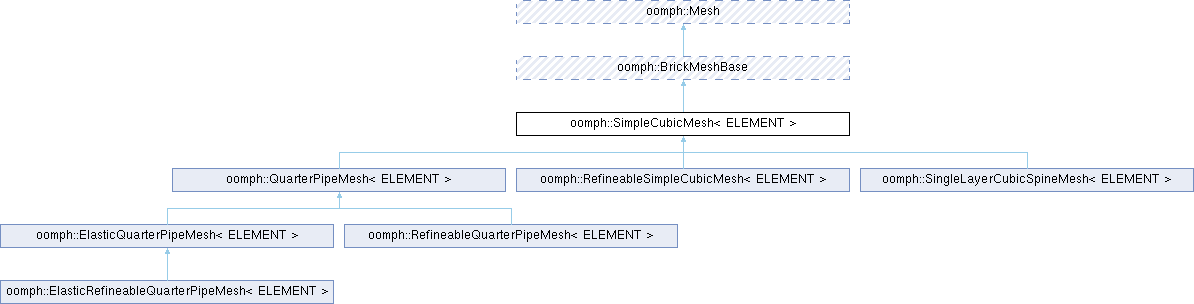 oomph::Mesh
oomph::BrickMeshBase
oomph::SimpleCubicMesh< ELEMENT >
oomph::QuarterPipeMesh< ELEMENT >
oomph::RefineableSimpleCubicMesh< ELEMENT >
oomph::SingleLayerCubicSpineMesh< ELEMENT >
oomph::ElasticQuarterPipeMesh< ELEMENT >
oomph::RefineableQuarterPipeMesh< ELEMENT >
oomph::ElasticRefineableQuarterPipeMesh< ELEMENT >